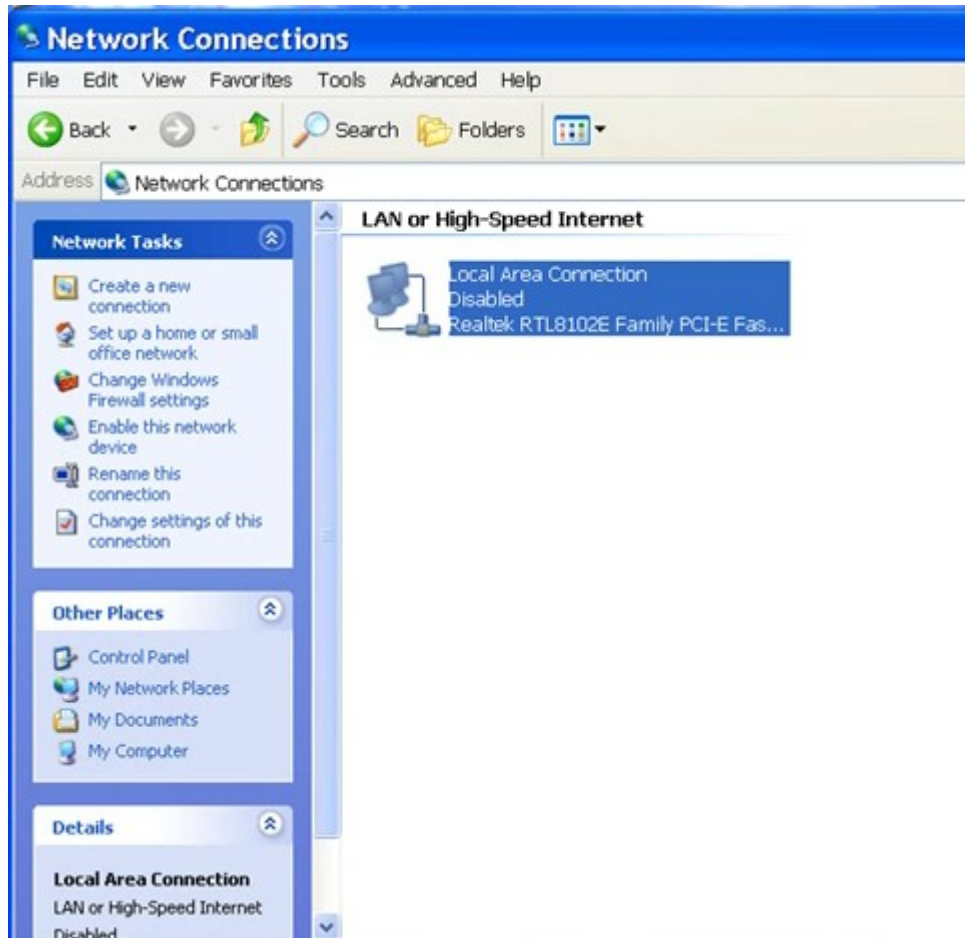 Network Connections
File Edit View Favorites Tools Advanced Help
Back Search Folders
Address Network Connections
Network Tasks
Create a new
connection
Set up a home or small
office network
Change Windows
Firewall settings
Enable this network
device
Rename this
connection
Change settings of this
connection
Other Places
Control Panel
My Network Places
My Documents
My Computer
Details
Local Area Connection
LAN or High-Speed Internet
Disabled
LAN or High-Speed Internet
Local Area Connection
Disabled
Realtek RTL8102E Family PCI-E Fas...